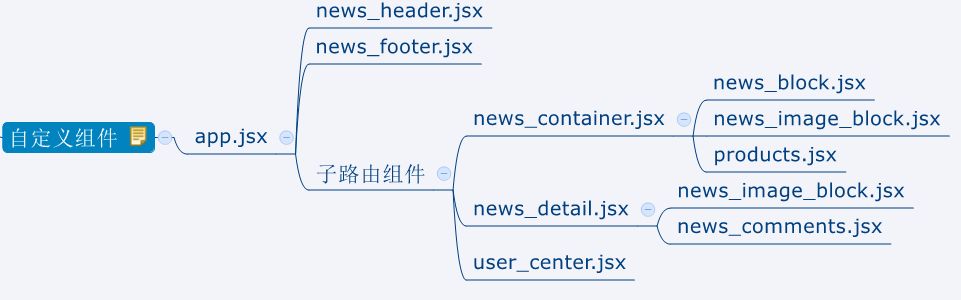 news_header.jsx
news_footer.jsx
自定义组件
app.jsx
子路由组件
news_container.jsx
news_block.jsx
news_image_block.jsx
products.jsx
news_detail.jsx
news_image_block.jsx
news_comments.jsx
user_center.jsx